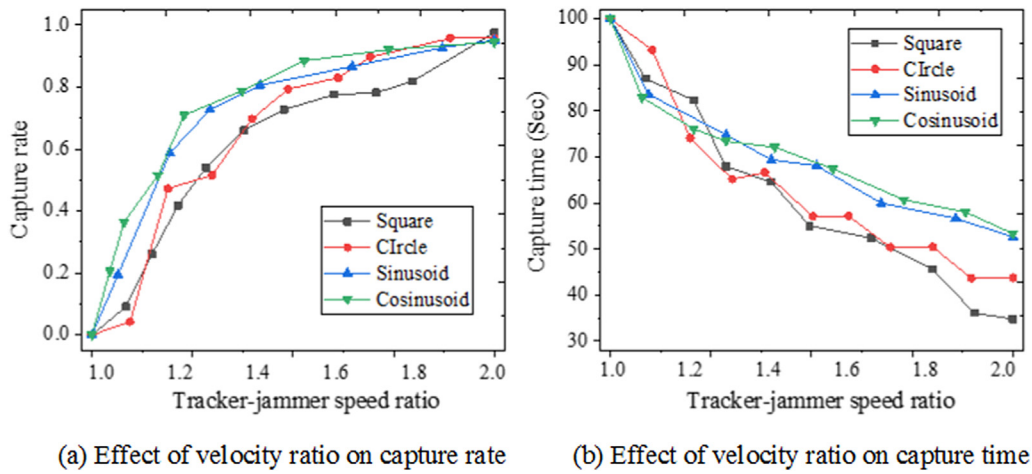 1.0
0.8
0.6
0.4
0.2
0.0
Capture rate
Square
CIrcle
Sinusoid
Cosinusoid
1.0 1.2 1.4 1.6 1.8 2.0
Tracker-jammer speed ratio
(a) Effect of velocity ratio on capture rate
100
90
80
70
60
50
40
30
Capture time (Sec)
Square
CIrcle
Sinusoid
Cosinusoid
1.0 1.2 1.4 1.6 1.8 2.0
Tracker-jammer speed ratio
(b) Effect of velocity ratio on capture time